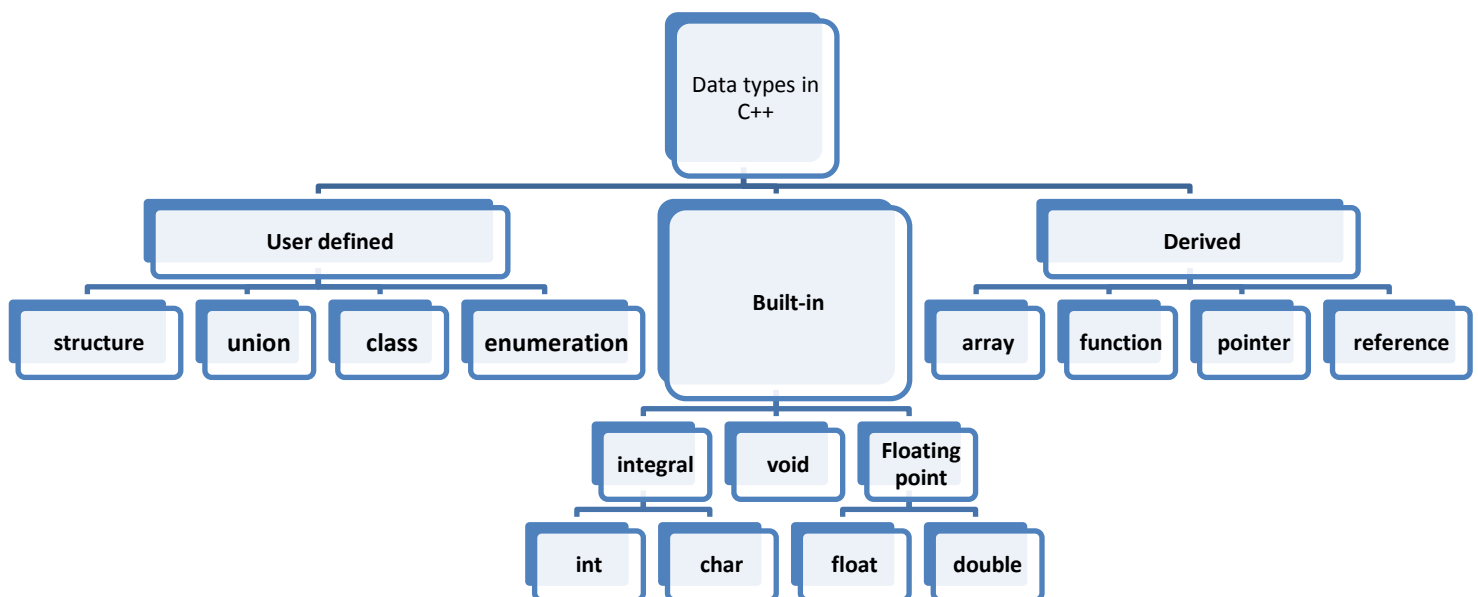 Data types in
C++
User defined
Built-in
Derived
structure
union
class
enumeration
array
function
pointer
reference
integral
void
Floating
point
int
char
float
double